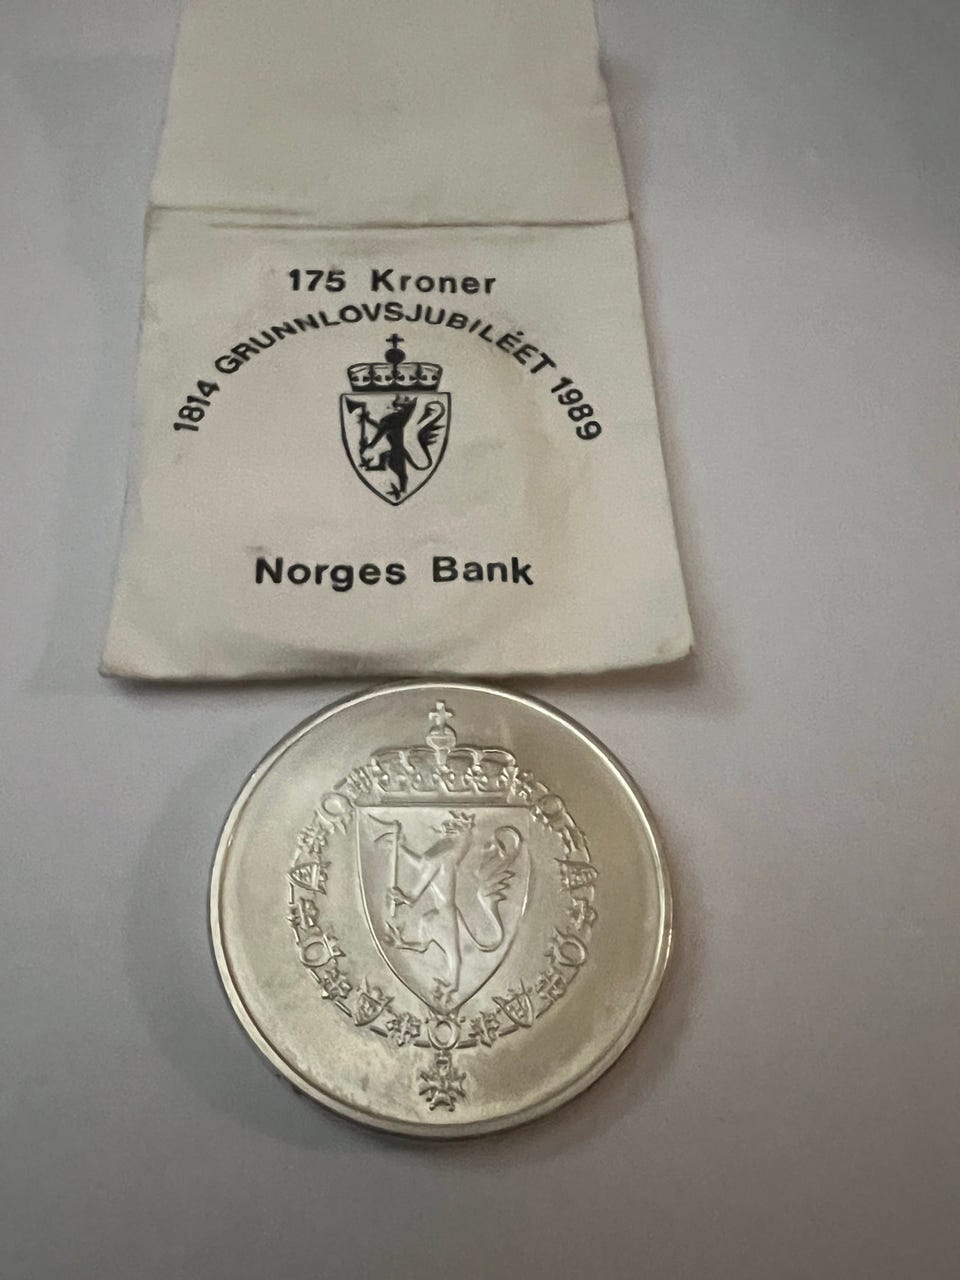 175 Kroner
1814 GRUNNLOVSJUBILÉET 1989
Norges Bank